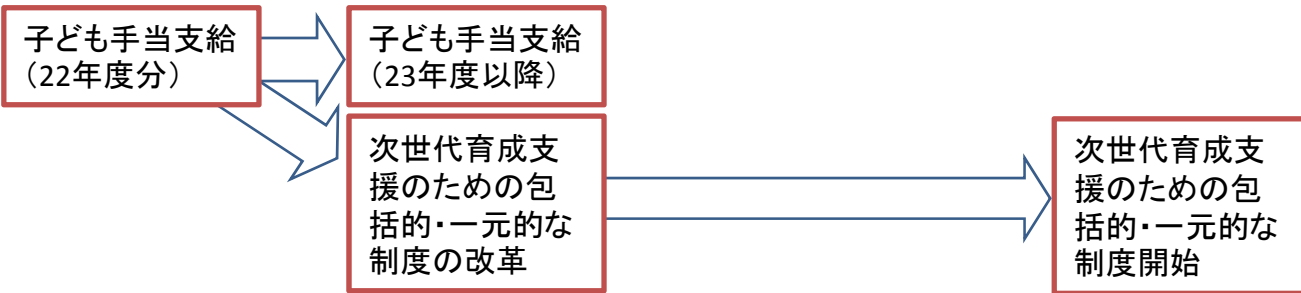 子ども手当支給
（22年度分）
子ども手当支給
（23年度以降）
次世代育成支
援のための包
括的・一元的な
制度の改革
次世代育成支
援のための包
括的・一元的な
制度開始